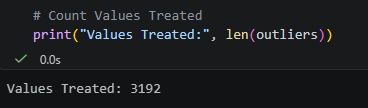 # Count Values Treated
print("Values Treated:", len(outliers))
0.0s
Values Treated: 3192